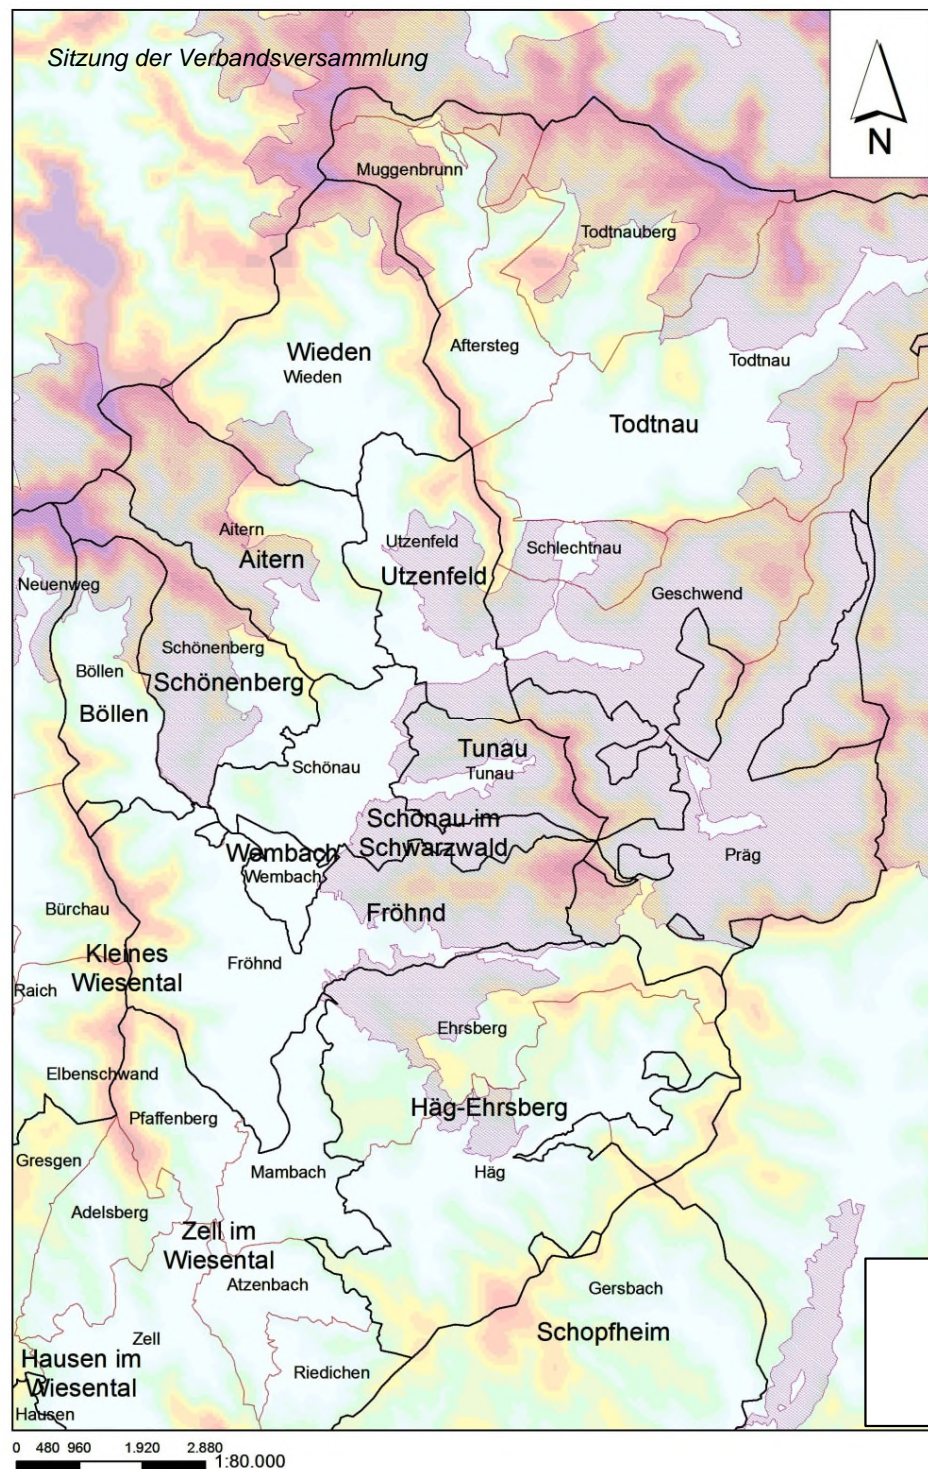 Sitzung der Verbandsversammlung
N
Muggenbrunn
Todtnauberg
Wieden
Wieden
Aftersteg
Todtnau
Todtnau
Aitern
Aitern
Utzenfeld
Utzenfeld
Schlechtnau
Neuenweg
Geschwend
Schönenberg
Schönenberg
Böllen
Böllen
Tunau
Tunau
Schönau
Schönau im
Schwarzwald
Wembach
Wembach
Präg
Fröhnd
Bürchau
Kleines
Wiesental
Fröhnd
Raich
Ehrsberg
Elbenschwand
Häg-Ehrsberg
Pfaffenberg
Gresgen
Mambach
Häg
Adelsberg
Zell im
Wiesental
Atzenbach
Gersbach
Schopfheim
Zell
Hausen im
Wiesental
Riedichen
Hausen
0 480 960 1.920 2.880
1:80.000